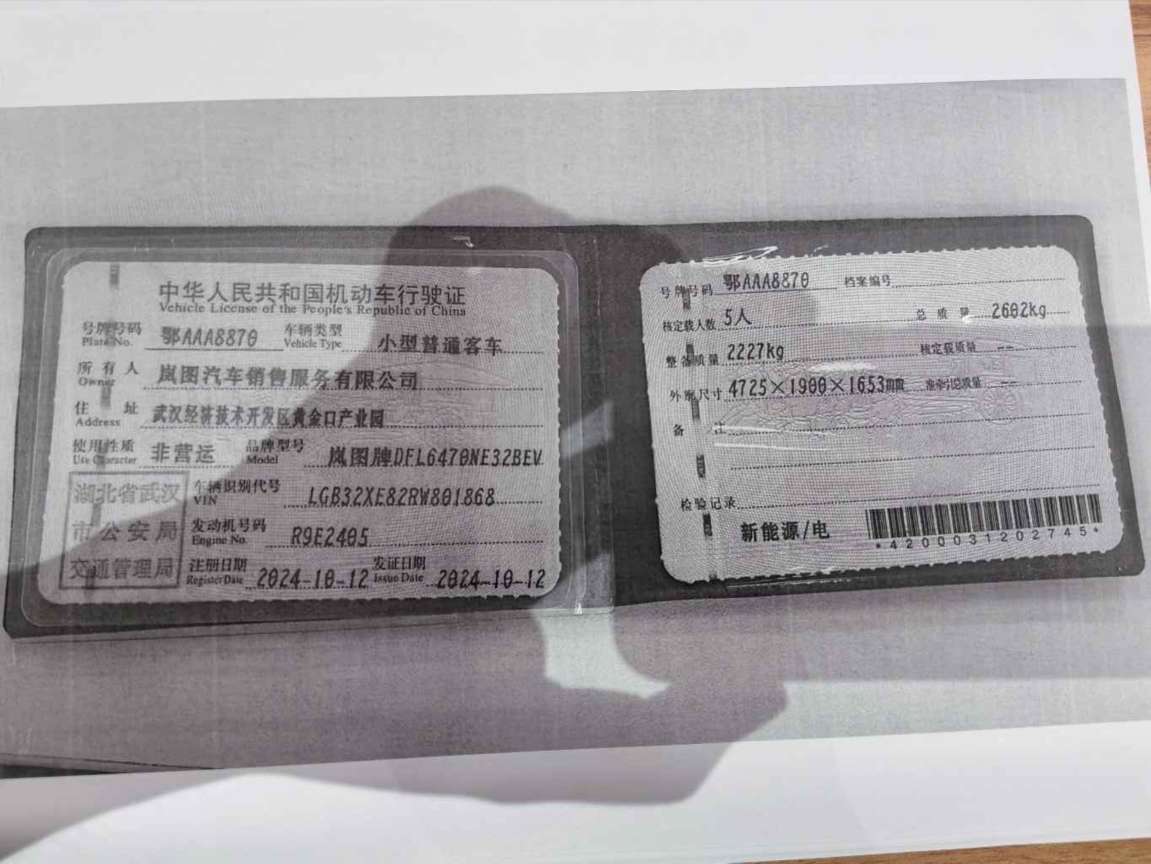 中华人民共和国机动车行驶证
Vehicle License of the People's Republic of China
号牌号码 鄂AAA8870 车辆类型 小型普通客车
Plate No. Vehicle Type
所有人 岚图汽车销售服务有限公司
Owner
住址 武汉经济技术开发区黄金口产业园
Address
使用性质 非营运 品牌型号 岚图牌DFL6470NE32BEV
Use Character Model
湖北省武汉
市公安局
交通管理局
车辆识别代号 LGB32XE82RW801868
VIN
发动机号码 R9E2405
Engine No.
注册日期 2024-10-12 发证日期 2024-10-12
Register Date Issue Date
号牌号码 鄂AAA8870 档案编号
核定载人数 5人 总质量 2602kg
整备质量 2227kg 核定载质量 --
外廓尺寸 4725×1900×1653mm 准牵引总质量 --
备注
检验记录
新能源/电
*4200031202745*